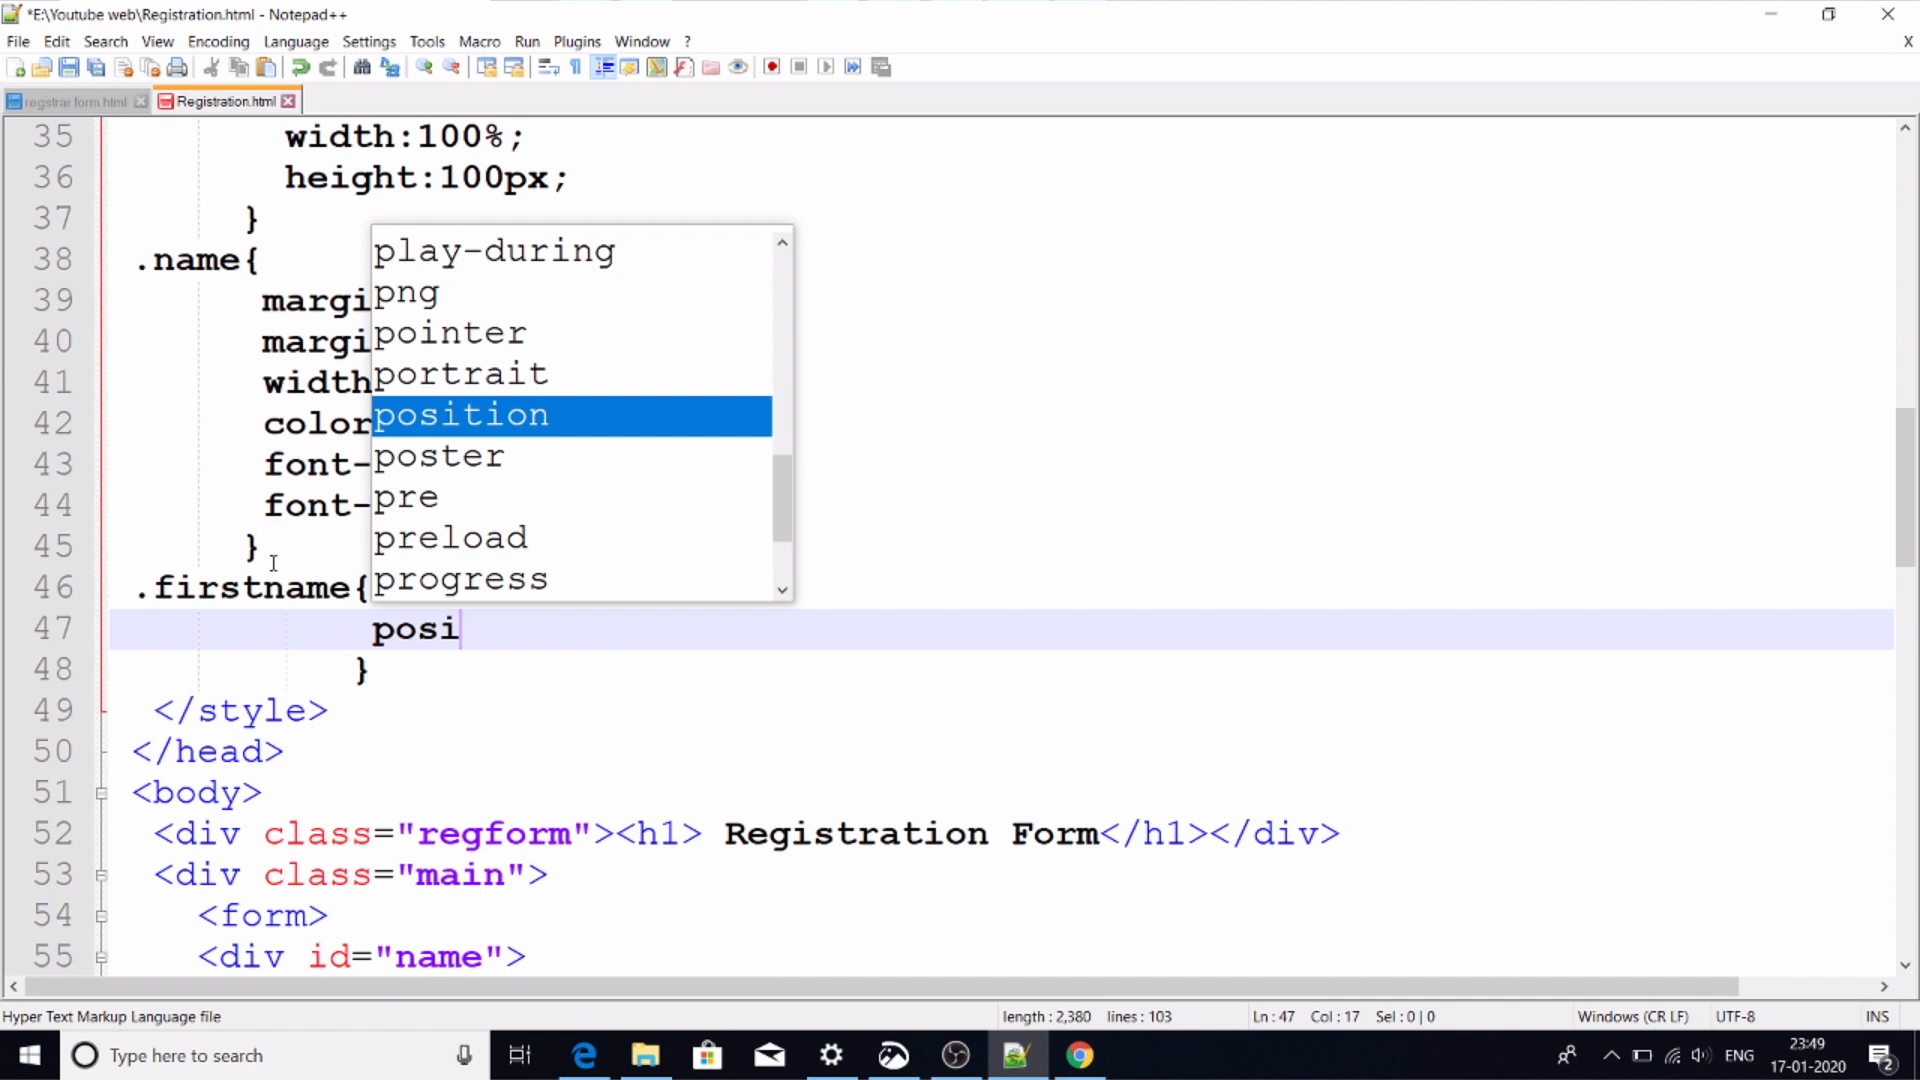 *E:\Youtube web\Registration.html - Notepad++
File Edit Search View Encoding Language Settings Tools Macro Run Plugins Window ? X
regstrar form.html Registration.html
35 width:100%;
36 height:100px;
37 }
38 .name{
39 margi
40 margi
41 width
42 color
43 font-
44 font-
45 }
46 .firstname{
47 posi
48 }
49 </style>
50 </head>
51 <body>
52 <div class="regform"><h1> Registration Form</h1></div>
53 <div class="main">
54 <form>
55 <div id="name">
play-during
png
pointer
portrait
position
poster
pre
preload
progress
Hyper Text Markup Language file length : 2,380 lines : 103 Ln : 47 Col : 17 Sel : 0 | 0 Windows (CR LF) UTF-8 INS
Type here to search ENG 23:49
17-01-2020 2